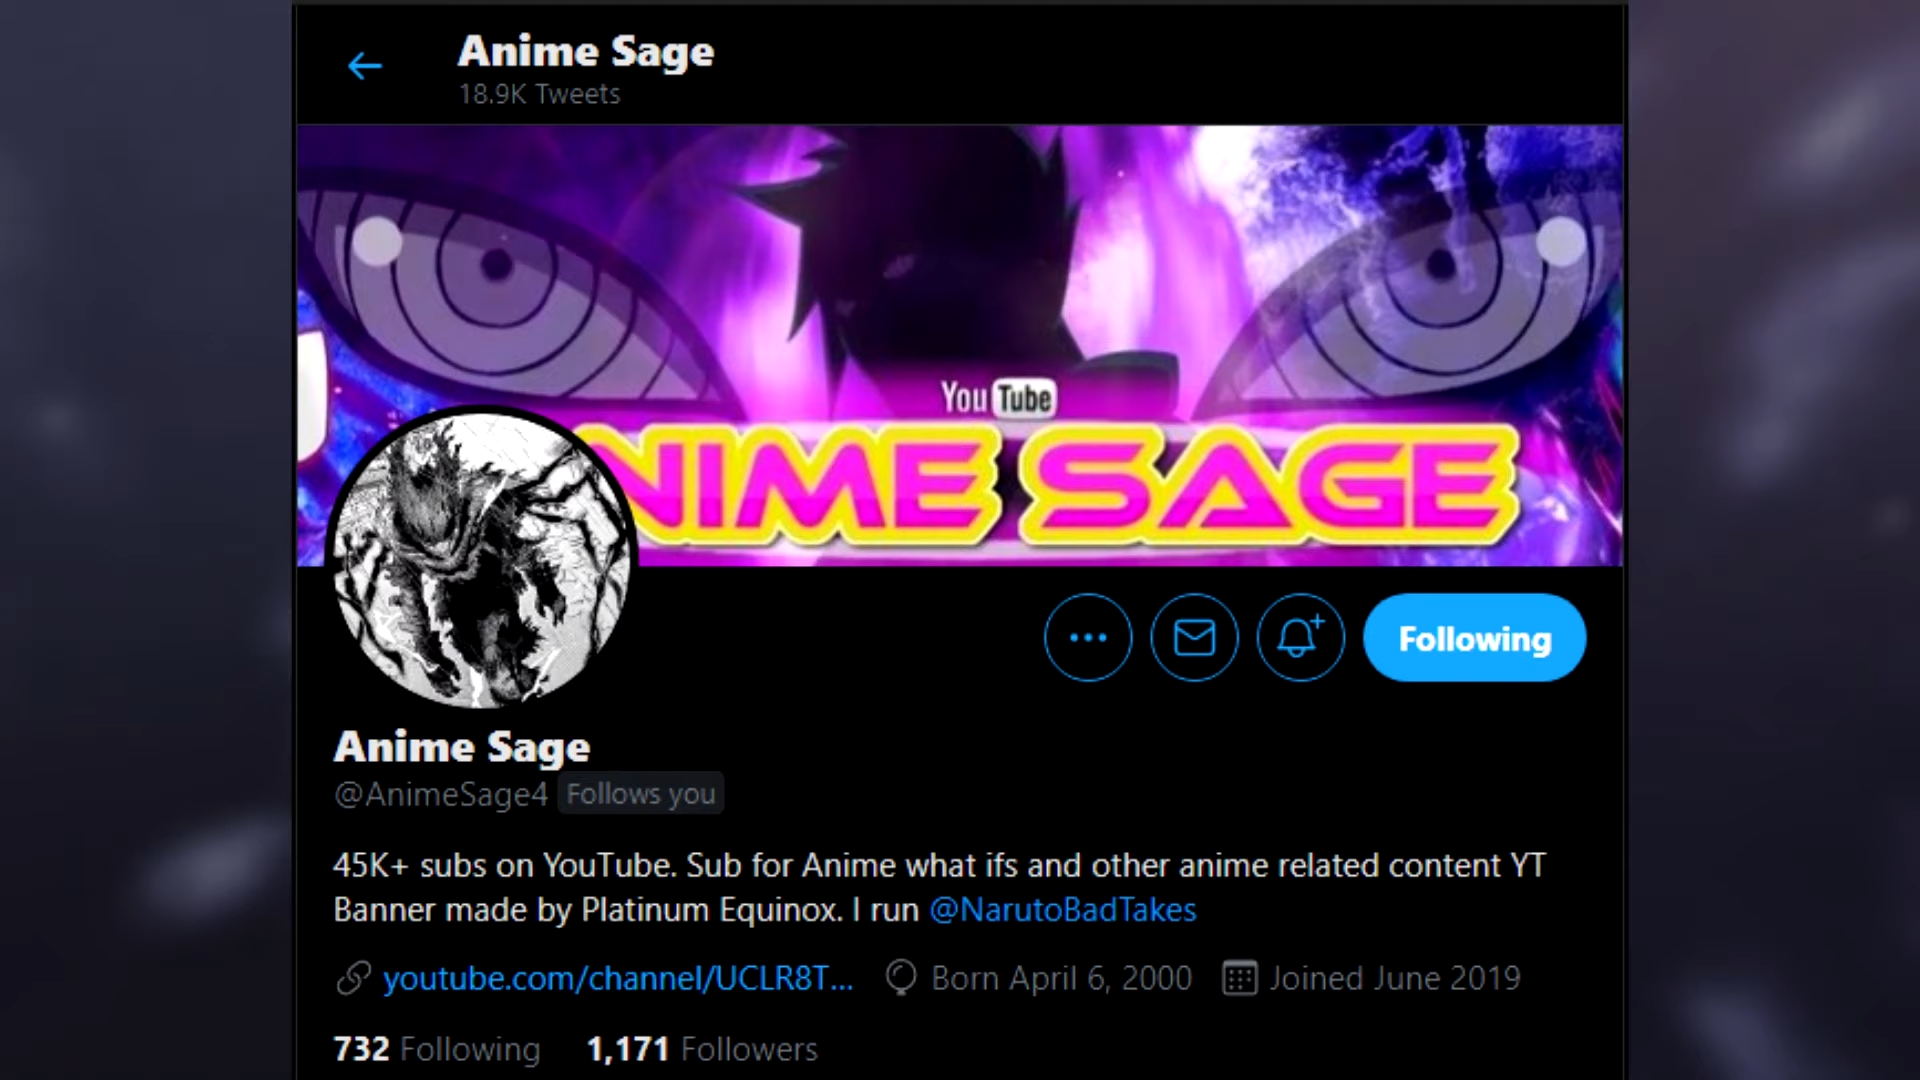 Anime Sage
18.9K Tweets
You Tube
NIME SAGE
Following
Anime Sage
@AnimeSage4 Follows you
45K+ subs on YouTube. Sub for Anime what ifs and other anime related content YT
Banner made by Platinum Equinox. I run @NarutoBadTakes
youtube.com/channel/UCLR8T... Born April 6, 2000 Joined June 2019
732 Following 1,171 Followers